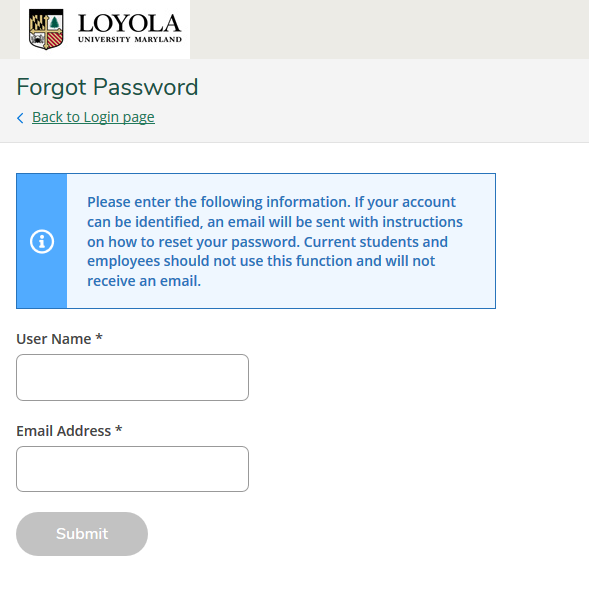 LOYOLA
UNIVERSITY MARYLAND
Forgot Password
Back to Login page
Please enter the following information. If your account
can be identified, an email will be sent with instructions
on how to reset your password. Current students and
employees should not use this function and will not
receive an email.
User Name *
Email Address *
Submit